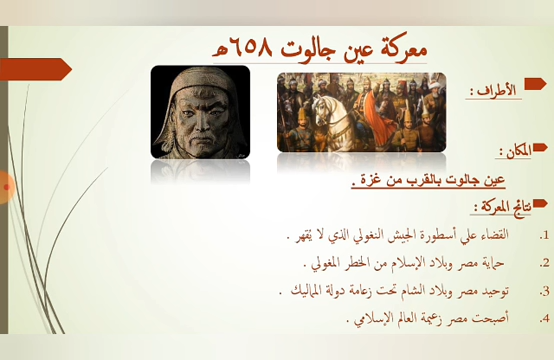 معركة عين جالوت ٦٥٨هـ
الأطراف :
المكان :
عين جالوت بالقرب من غزة .
نتائج المعركة :
1. القضاء علي أسطورة الجيش المغولي الذي لا يُقهر .
2. حماية مصر وبلاد الإسلام من الخطر المغولي .
3. توحيد مصر وبلاد الشام تحت زعامة دولة المماليك .
4. أصبحت مصر زعيمة العالم الإسلامي .